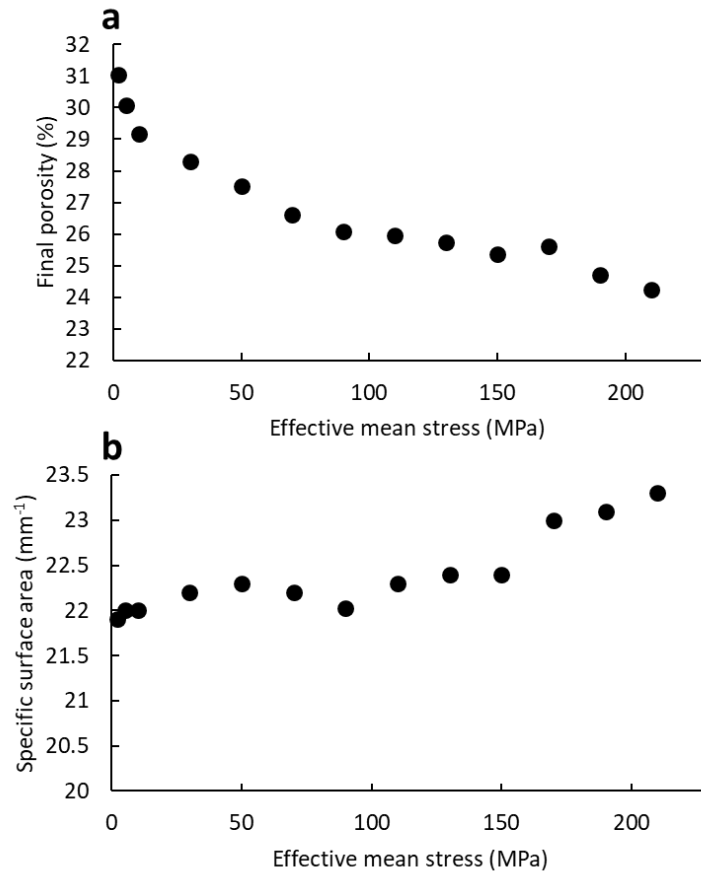 a
Final porosity (%)
32
31
30
29
28
27
26
25
24
23
22
0 50 100 150 200
Effective mean stress (MPa)
b
Specific surface area (mm⁻¹)
23.5
23
22.5
22
21.5
21
20.5
20
0 50 100 150 200
Effective mean stress (MPa)